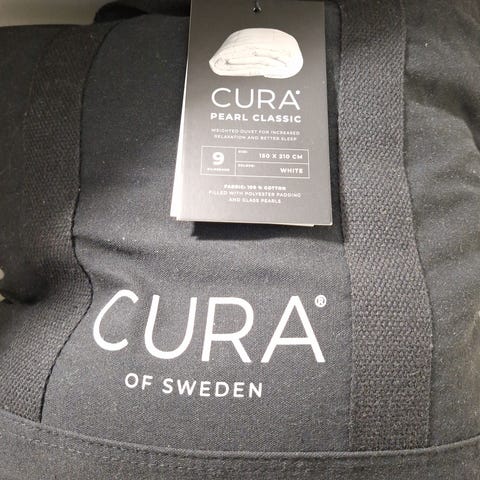 CURA
PEARL CLASSIC
WEIGHTED DUVET FOR INCREASED
RELAXATION AND BETTER SLEEP
9
KILOGRAMS
SIZE:
150 X 210 CM
COLOUR:
WHITE
FABRIC: 100 % COTTON
FILLED WITH POLYESTER PADDING
AND GLASS PEARLS
CURA®
OF SWEDEN